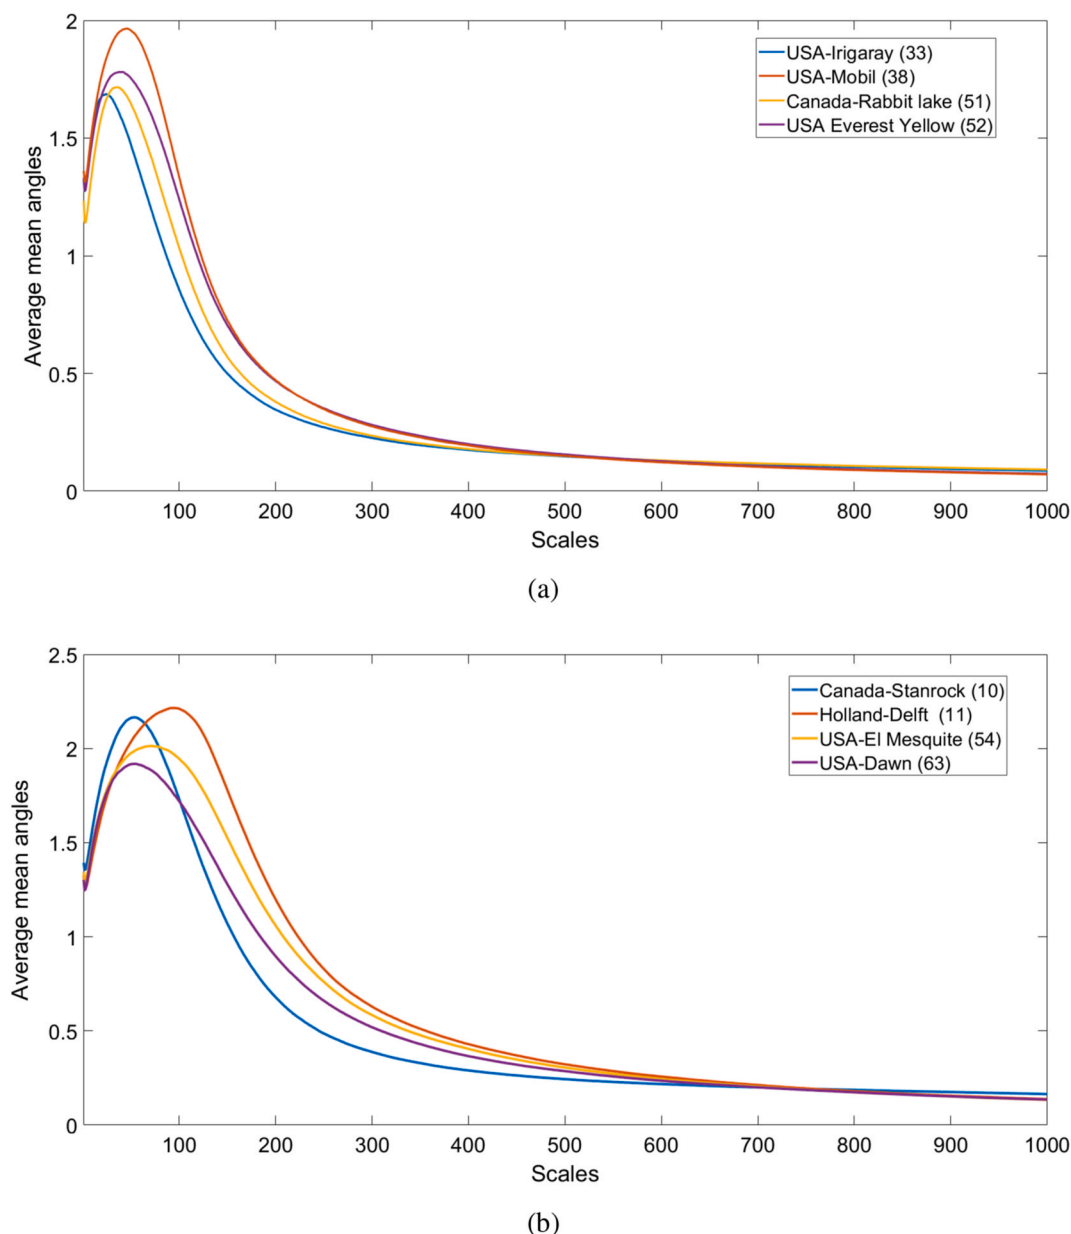 2
1.5
1
0.5
0
Average mean angles
USA-Irigaray (33)
USA-Mobil (38)
Canada-Rabbit lake (51)
USA Everest Yellow (52)
100 200 300 400 500 600 700 800 900 1000
Scales
(a)
2.5
2
1.5
1
0.5
0
Average mean angles
Canada-Stanrock (10)
Holland-Delft (11)
USA-El Mesquite (54)
USA-Dawn (63)
100 200 300 400 500 600 700 800 900 1000
Scales
(b)